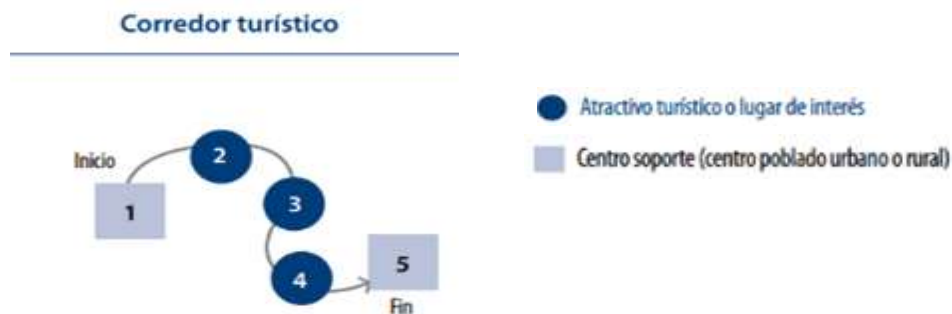 Corredor turístico
Inicio
1
2
3
4
5
Fin
Atractivo turístico o lugar de interés
Centro soporte (centro poblado urbano o rural)